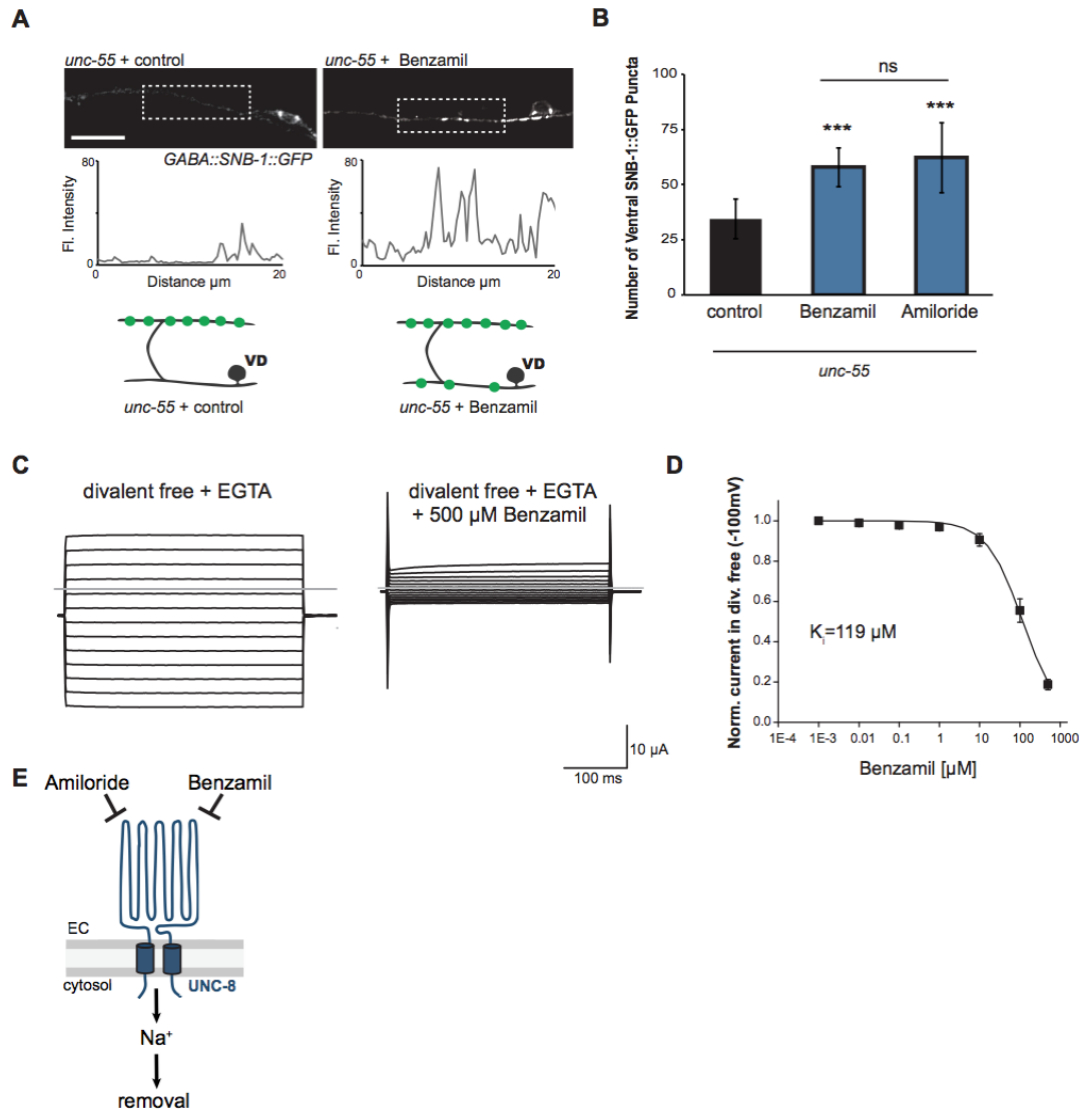 A
unc-55 + control
unc-55 + Benzamil
GABA::SNB-1::GFP
80
Fl. Intensity
0
0
20
Distance µm
80
Fl. Intensity
0
0
20
Distance µm
VD
unc-55 + control
VD
unc-55 + Benzamil
B
Number of Ventral SNB-1::GFP Puncta
100
75
50
25
0
ns
***
***
control
Benzamil
Amiloride
unc-55
C
divalent free + EGTA
divalent free + EGTA
+ 500 µM Benzamil
10 µA
100 ms
D
Norm. current in div. free (-100mV)
1.0
0.8
0.6
0.4
0.2
0.0
Ki=119 µM
1E-4
1E-3
0.01
0.1
1
10
100
1000
Benzamil [µM]
E
Amiloride
Benzamil
EC
cytosol
UNC-8
Na+
removal